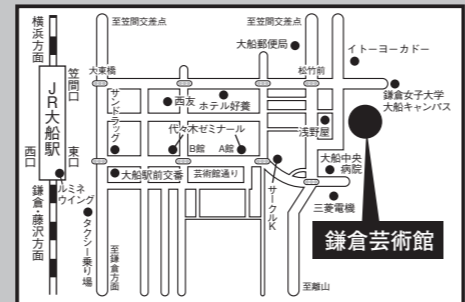 至笠間交差点
至笠間交差点
横浜方面
大船郵便局
イトーヨーカドー
大東橋
松竹前
笠間口
JR大船駅
西友
ホテル好養
鎌倉女子大学
大船キャンパス
サンドラッグ
代々木ゼミナール
B館
A館
浅野屋
西口
東口
大船中央
病院
大船駅前交番
芸術館通り
ルミネ
ウイング
サークルK
三菱電機
鎌倉・藤沢方面
タクシー乗り場
鎌倉芸術館
至鎌倉方面
至離山